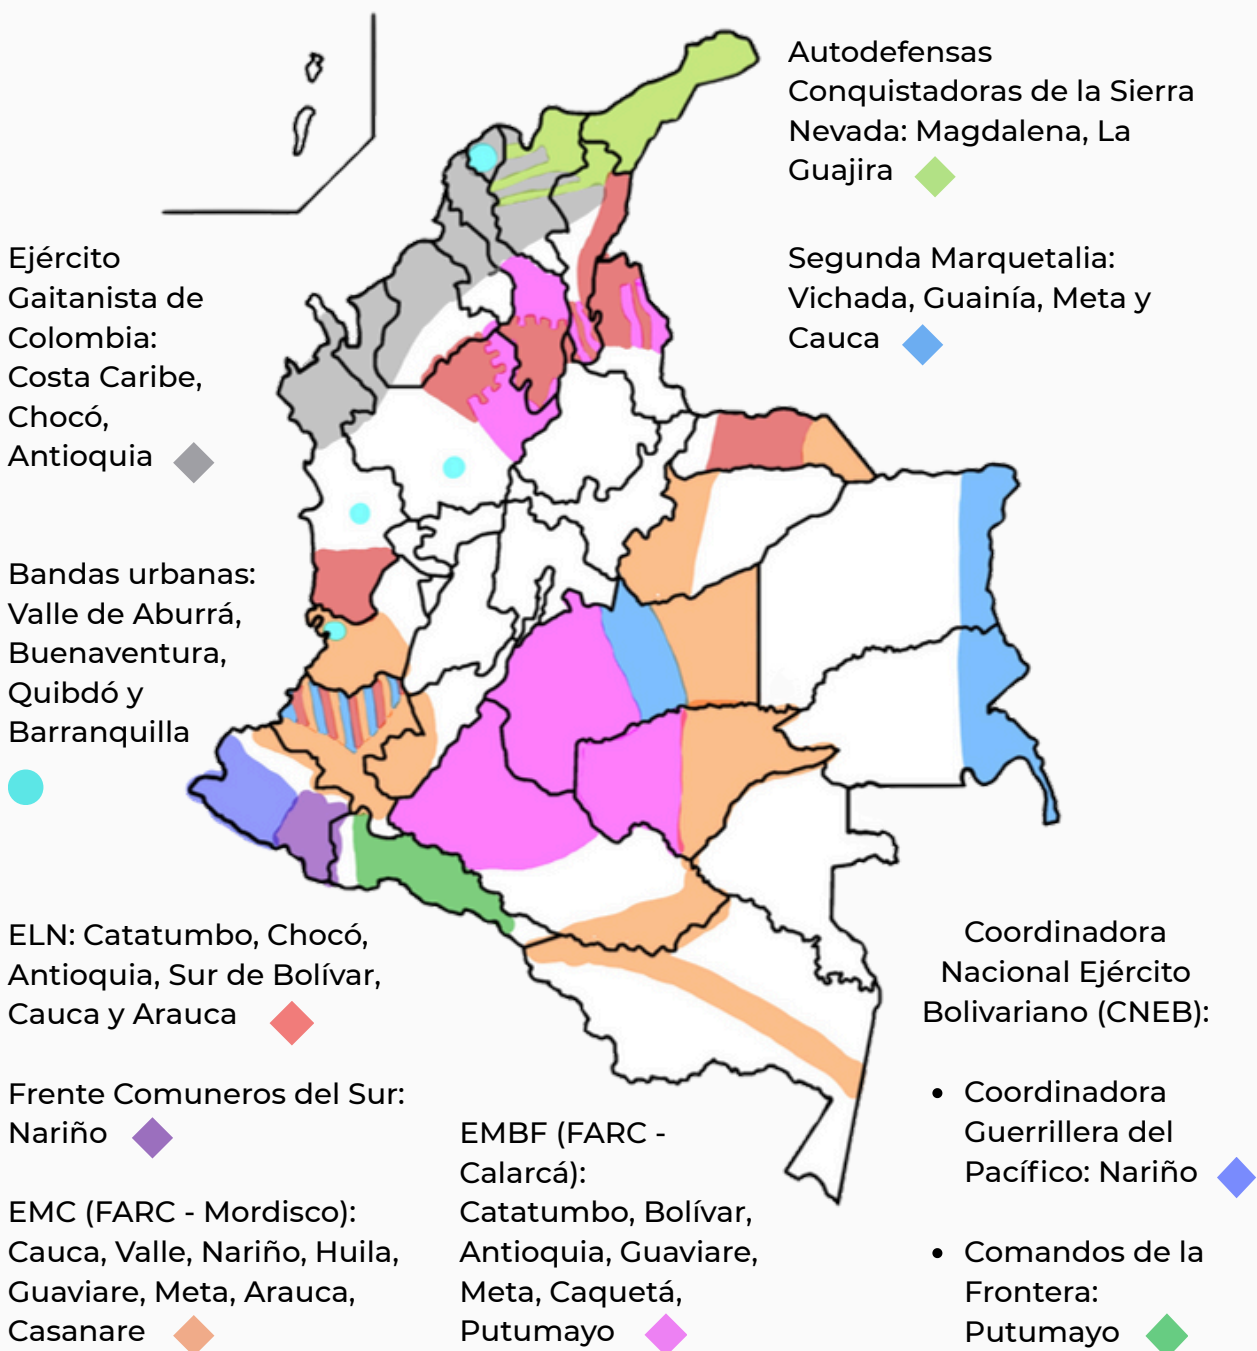 Autodefensas
Conquistadoras de la Sierra
Nevada: Magdalena, La
Guajira
Segunda Marquetalia:
Vichada, Guainía, Meta y
Cauca
Ejército
Gaitanista de
Colombia:
Costa Caribe,
Chocó,
Antioquia
Bandas urbanas:
Valle de Aburrá,
Buenaventura,
Quibdó y
Barranquilla
ELN: Catatumbo, Chocó,
Antioquia, Sur de Bolívar,
Cauca y Arauca
Frente Comuneros del Sur:
Nariño
EMC (FARC - Mordisco):
Cauca, Valle, Nariño, Huila,
Guaviare, Meta, Arauca,
Casanare
EMBF (FARC -
Calarcá):
Catatumbo, Bolívar,
Antioquia, Guaviare,
Meta, Caquetá,
Putumayo
Coordinadora
Nacional Ejército
Bolivariano (CNEB):
• Coordinadora
Guerrillera del
Pacífico: Nariño
• Comandos de la
Frontera:
Putumayo